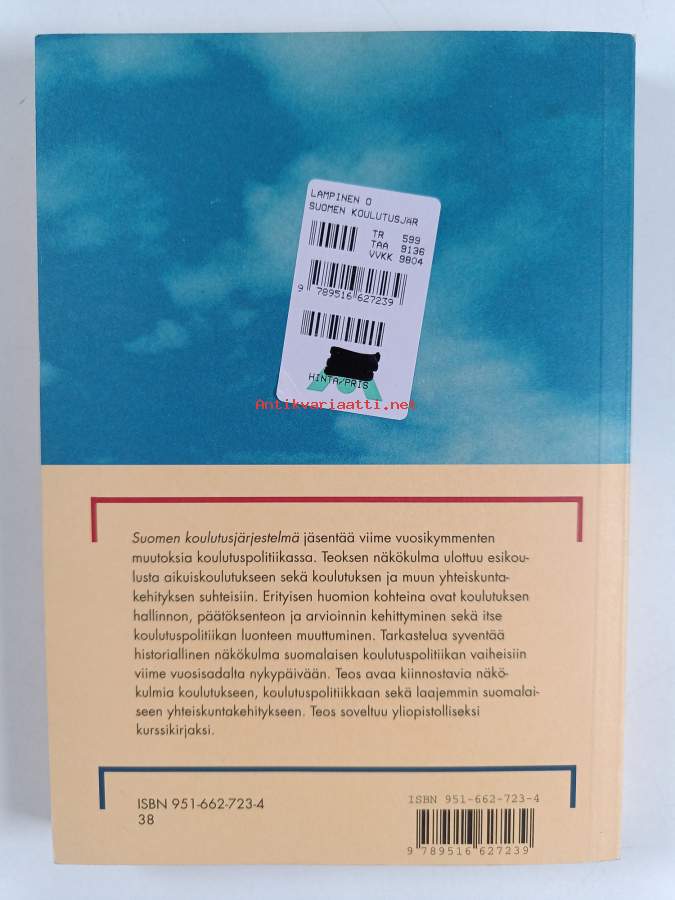 LAMPINEN O
SUOMEN KOULUTUSJÄR
TR 599
TAA 9136
VVKK 9804
9 789516 627239
HINTA/PRIS
Antikvariaatti.net
Suomen koulutusjärjestelmä jäsentää viime vuosikymmenten
muutoksia koulutuspolitiikassa. Teoksen näkökulma ulottuu esikou-
lusta aikuiskoulutukseen sekä koulutuksen ja muun yhteiskunta-
kehityksen suhteisiin. Erityisen huomion kohteina ovat koulutuksen
hallinnon, päätöksenteon ja arvioinnin kehittyminen sekä itse
koulutuspolitiikan luonteen muuttuminen. Tarkastelua syventää
historiallinen näkökulma suomalaisen koulutuspolitiikan vaiheisiin
viime vuosisadalta nykypäivään. Teos avaa kiinnostavia näkö-
kulmia koulutukseen, koulutuspolitiikkaan sekä laajemmin suomalai-
seen yhteiskuntakehitykseen. Teos soveltuu yliopistolliseksi
kurssikirjaksi.
ISBN 951-662-723-4
38
ISBN 951-662-723-4
9 789516 627239